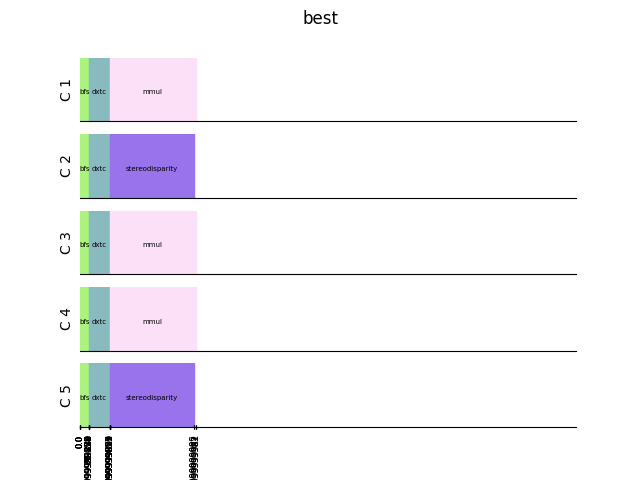 best
C 1
bfs dxtc mmul
C 2
bfs dxtc stereodisparity
C 3
bfs dxtc mmul
C 4
bfs dxtc mmul
C 5
bfs dxtc stereodisparity
0.0